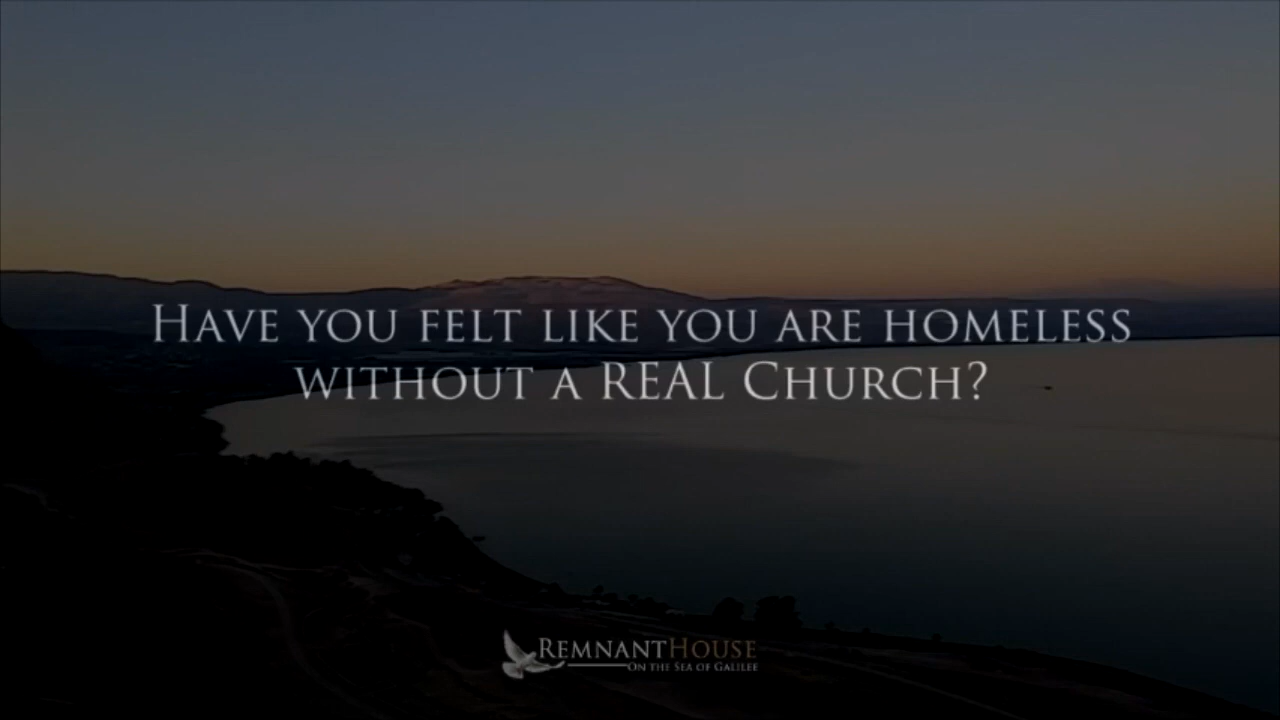 Have you felt like you are homeless
without a REAL Church?
RemnantHouse
On the Sea of Galilee